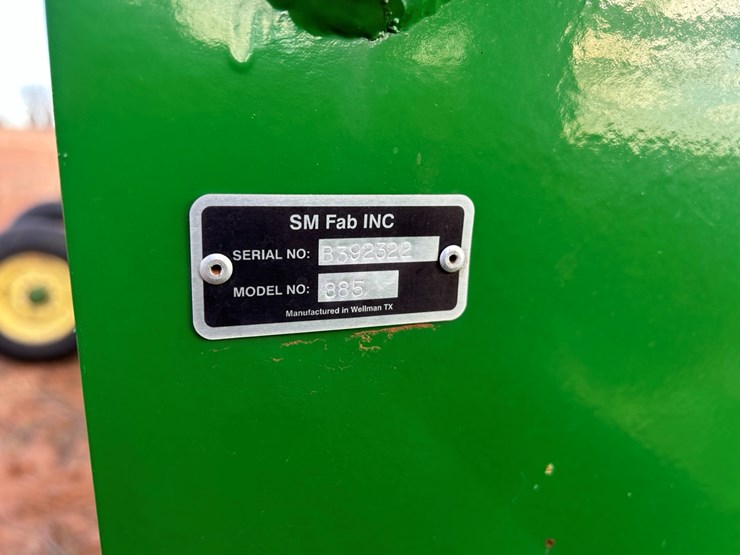 SM Fab INC
SERIAL NO: B392322
MODEL NO: 885
Manufactured in Wellman TX